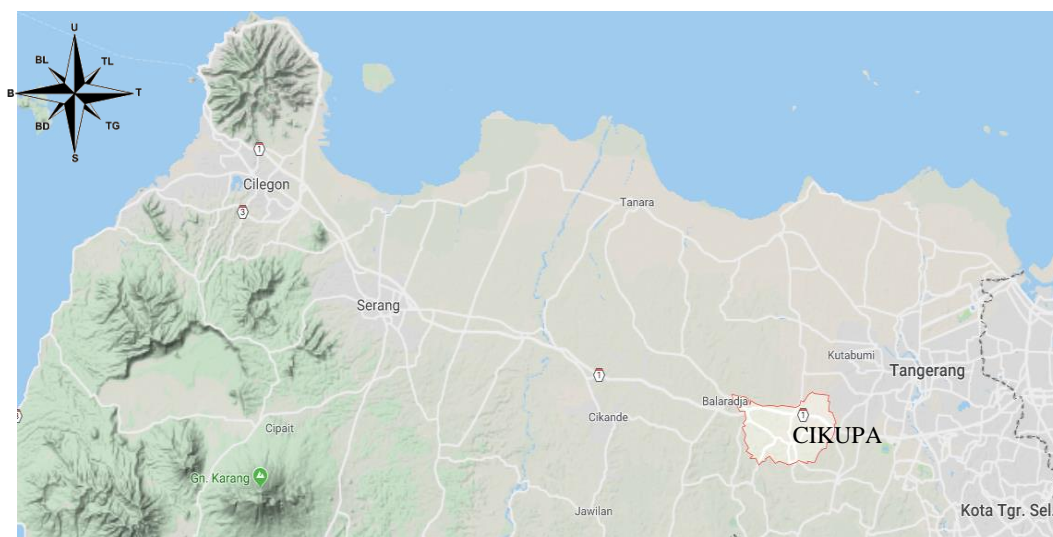 U
BL
TL
B
T
BD
TG
S
1
Cilegon
3
Tanara
Serang
Kutabumi
1
Tangerang
Balaradja
1
Cikande
CIKUPA
Cipait
Gn. Karang
Jawilan
Kota Tgr. Sel.